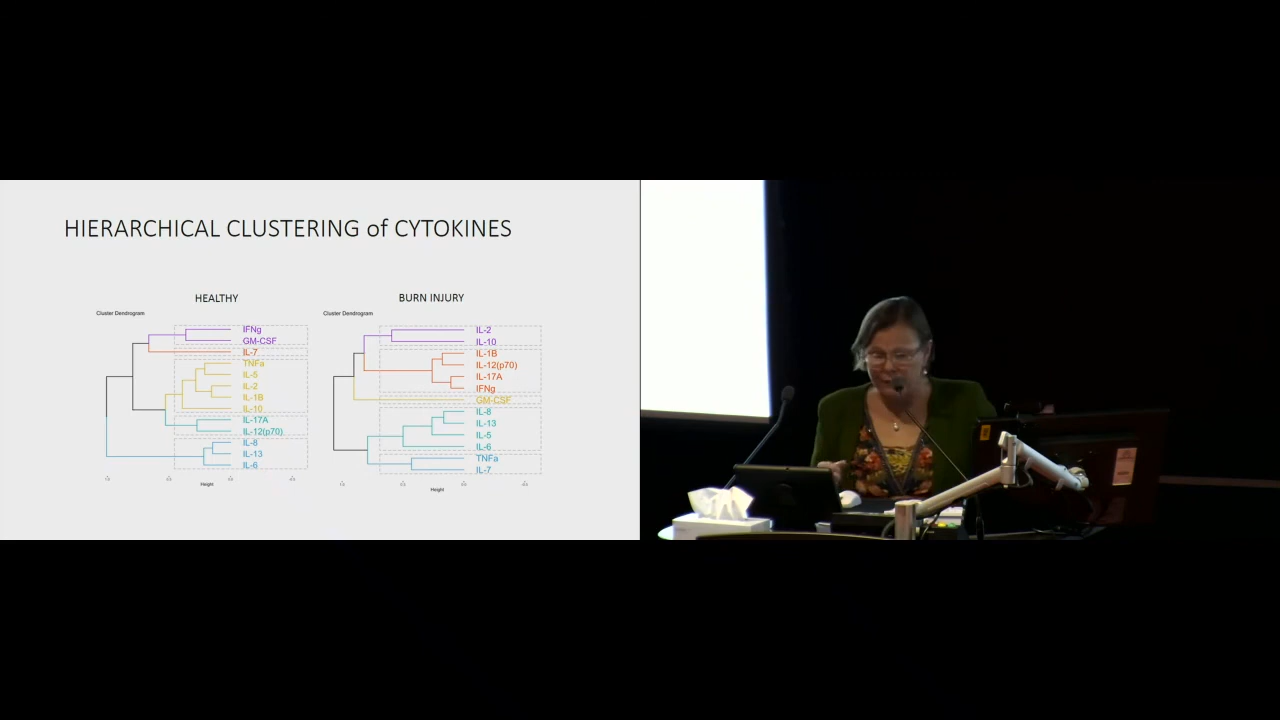 HIERARCHICAL CLUSTERING of CYTOKINES
HEALTHY
Cluster Dendrogram
IFNg
GM-CSF
IL-7
TNFa
IL-5
IL-2
IL-1B
IL-10
IL-17A
IL-12(p70)
IL-8
IL-13
IL-6
Height
BURN INJURY
Cluster Dendrogram
IL-2
IL-10
IL-1B
IL-12(p70)
IL-17A
IFNg
GM-CSF
IL-8
IL-13
IL-5
IL-6
TNFa
IL-7
Height